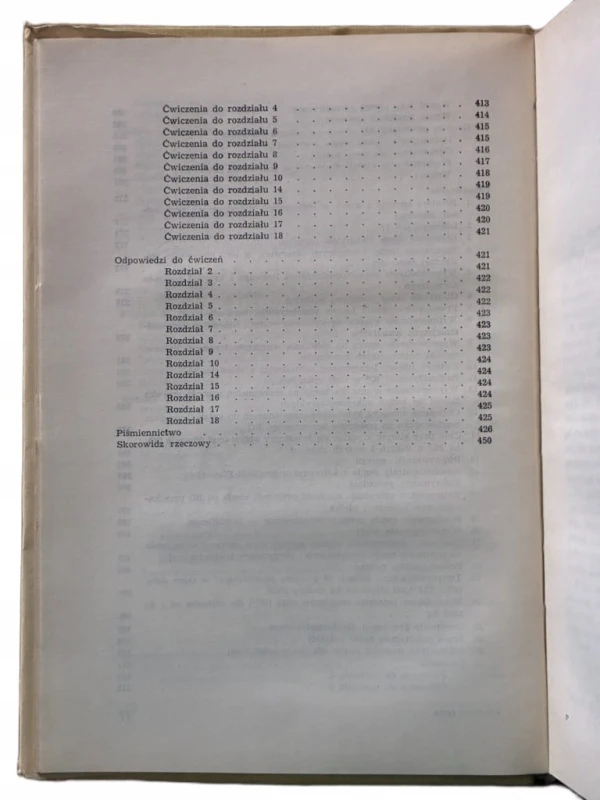 Ćwiczenia do rozdziału 4 . . . . . . . . . . . 413
Ćwiczenia do rozdziału 5 . . . . . . . . . . . 414
Ćwiczenia do rozdziału 6 . . . . . . . . . . . 415
Ćwiczenia do rozdziału 7 . . . . . . . . . . . 415
Ćwiczenia do rozdziału 8 . . . . . . . . . . . 416
Ćwiczenia do rozdziału 9 . . . . . . . . . . . 417
Ćwiczenia do rozdziału 10 . . . . . . . . . . . 418
Ćwiczenia do rozdziału 14 . . . . . . . . . . . 419
Ćwiczenia do rozdziału 15 . . . . . . . . . . . 419
Ćwiczenia do rozdziału 16 . . . . . . . . . . . 420
Ćwiczenia do rozdziału 17 . . . . . . . . . . . 420
Ćwiczenia do rozdziału 18 . . . . . . . . . . . 421
Odpowiedzi do ćwiczeń . . . . . . . . . . . . . . . 421
Rozdział 2 . . . . . . . . . . . . . . . . 421
Rozdział 3 . . . . . . . . . . . . . . . . 422
Rozdział 4 . . . . . . . . . . . . . . . . 422
Rozdział 5 . . . . . . . . . . . . . . . . 422
Rozdział 6 . . . . . . . . . . . . . . . . 423
Rozdział 7 . . . . . . . . . . . . . . . . 423
Rozdział 8 . . . . . . . . . . . . . . . . 423
Rozdział 9 . . . . . . . . . . . . . . . . 423
Rozdział 10 . . . . . . . . . . . . . . . . 424
Rozdział 14 . . . . . . . . . . . . . . . . 424
Rozdział 15 . . . . . . . . . . . . . . . . 424
Rozdział 16 . . . . . . . . . . . . . . . . 424
Rozdział 17 . . . . . . . . . . . . . . . . 425
Rozdział 18 . . . . . . . . . . . . . . . . 425
Piśmiennictwo . . . . . . . . . . . . . . . . . 426
Skorowidz rzeczowy . . . . . . . . . . . . . . . . 450